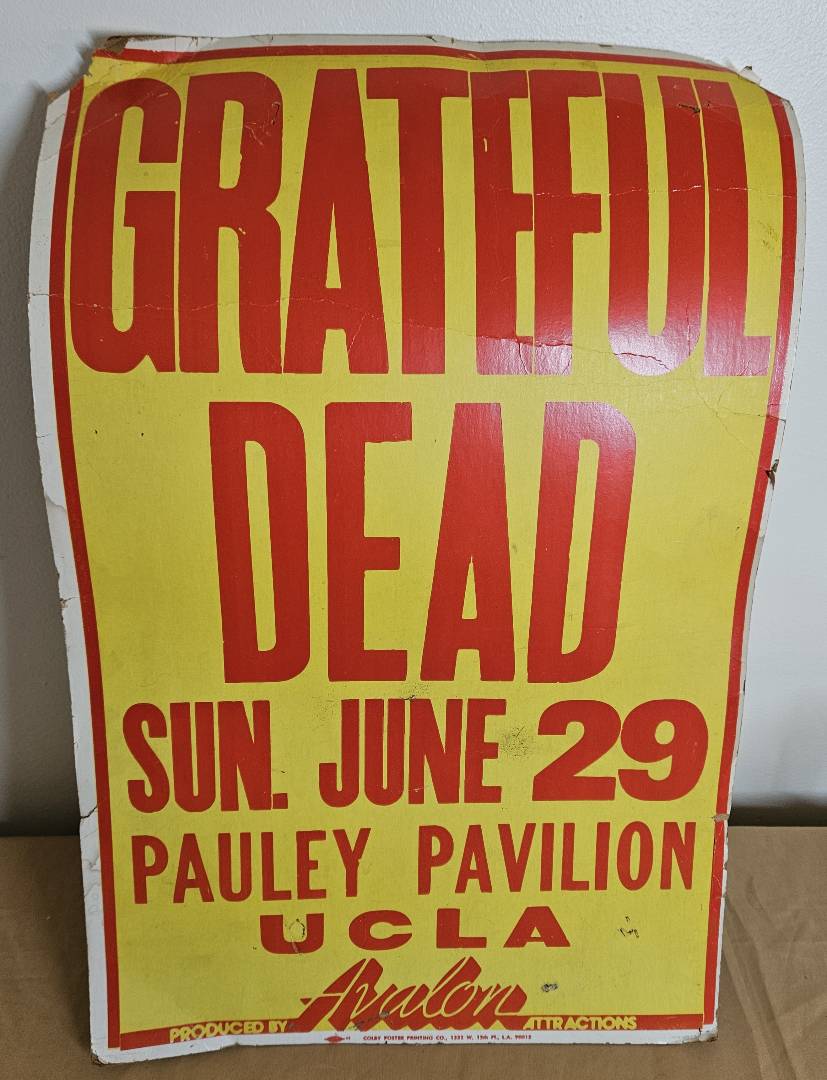 GRATEFUL
DEAD
SUN. JUNE 29
PAULEY PAVILION
UCLA
PRODUCED BY Avalon ATTRACTIONS
COLBY POSTER PRINTING CO., 1332 W. 12th PL., L.A. 90015